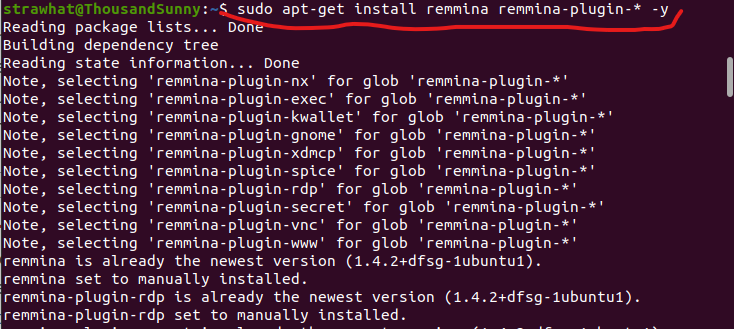 strawhat@ThousandSunny:~$ sudo apt-get install remmina remmina-plugin-* -y
Reading package lists... Done
Building dependency tree
Reading state information... Done
Note, selecting 'remmina-plugin-nx' for glob 'remmina-plugin-*'
Note, selecting 'remmina-plugin-exec' for glob 'remmina-plugin-*'
Note, selecting 'remmina-plugin-kwallet' for glob 'remmina-plugin-*'
Note, selecting 'remmina-plugin-gnome' for glob 'remmina-plugin-*'
Note, selecting 'remmina-plugin-xdmcp' for glob 'remmina-plugin-*'
Note, selecting 'remmina-plugin-spice' for glob 'remmina-plugin-*'
Note, selecting 'remmina-plugin-rdp' for glob 'remmina-plugin-*'
Note, selecting 'remmina-plugin-secret' for glob 'remmina-plugin-*'
Note, selecting 'remmina-plugin-vnc' for glob 'remmina-plugin-*'
Note, selecting 'remmina-plugin-www' for glob 'remmina-plugin-*'
remmina is already the newest version (1.4.2+dfsg-1ubuntu1).
remmina set to manually installed.
remmina-plugin-rdp is already the newest version (1.4.2+dfsg-1ubuntu1).
remmina-plugin-rdp set to manually installed.